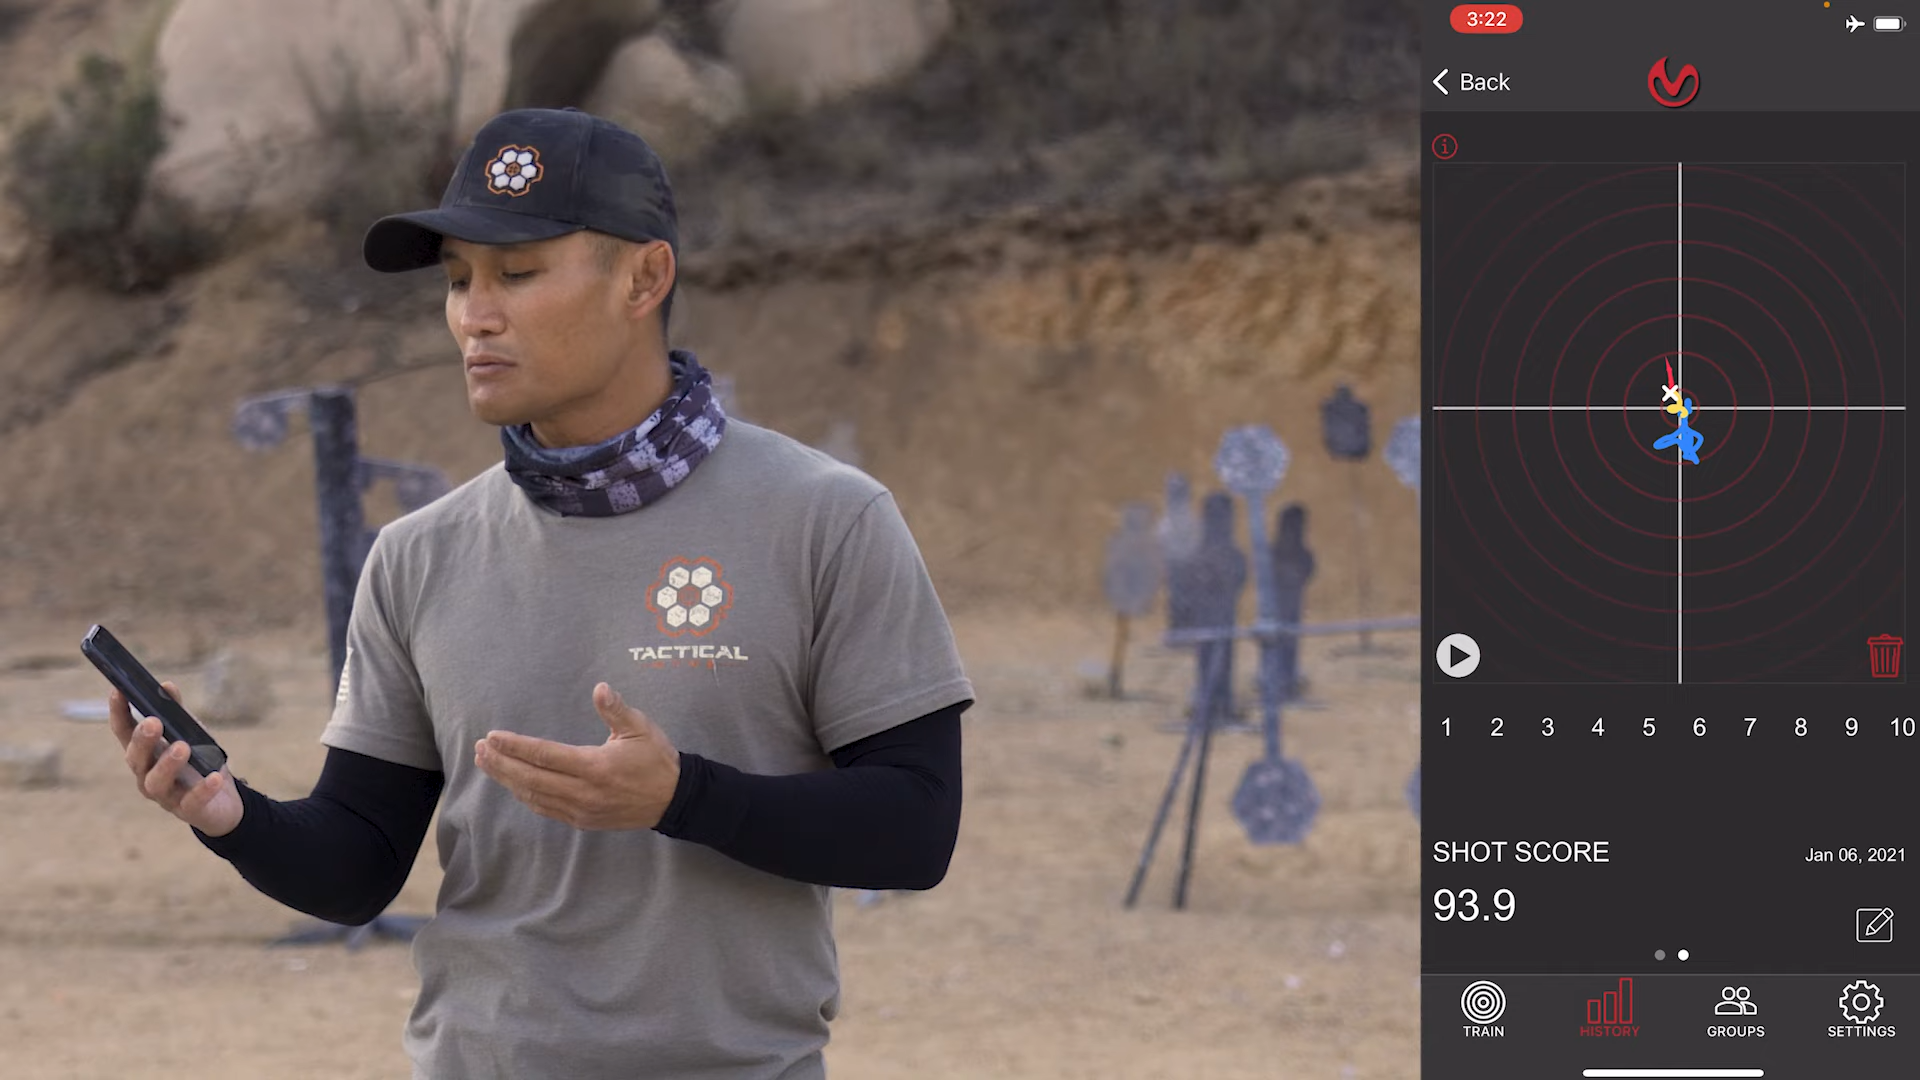 3:22
Back
1 2 3 4 5 6 7 8 9 10
SHOT SCORE
Jan 06, 2021
93.9
TRAIN
HISTORY
GROUPS
SETTINGS
TACTICAL